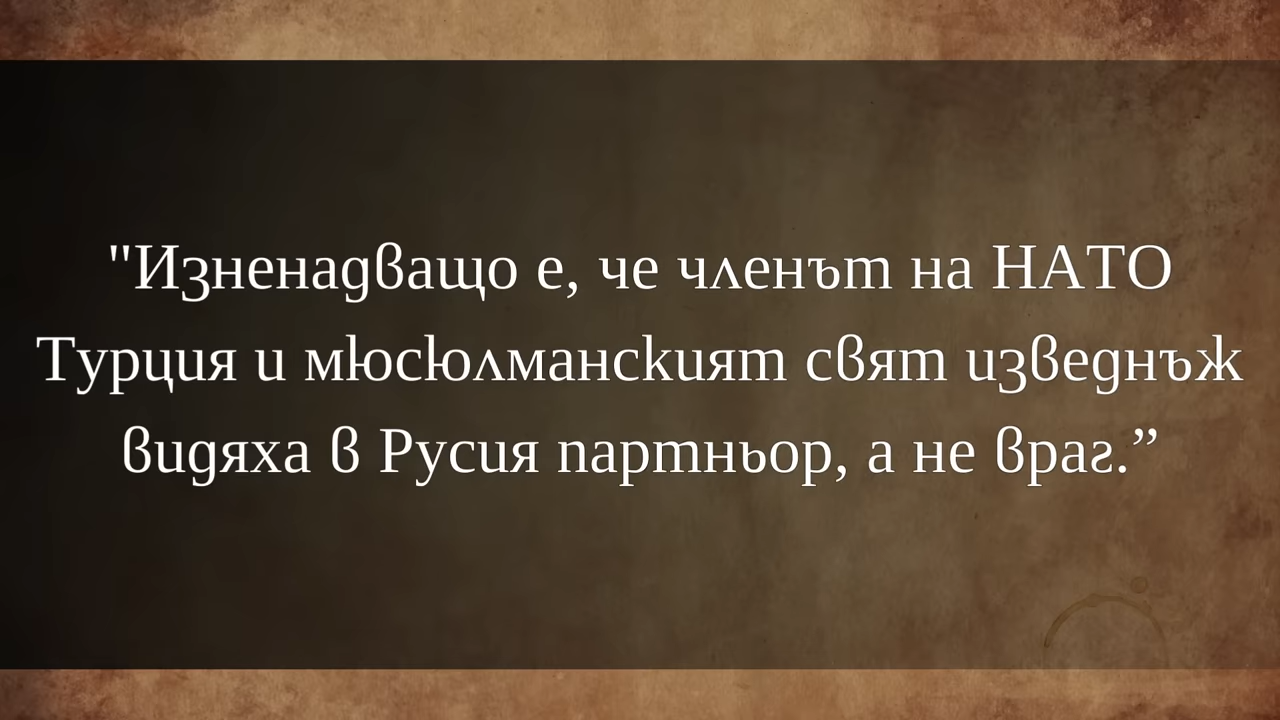 "Изненадващо е, че членът на НАТО
Турция и мюсюлманският свят изведнъж
видяха в Русия партньор, а не враг.”